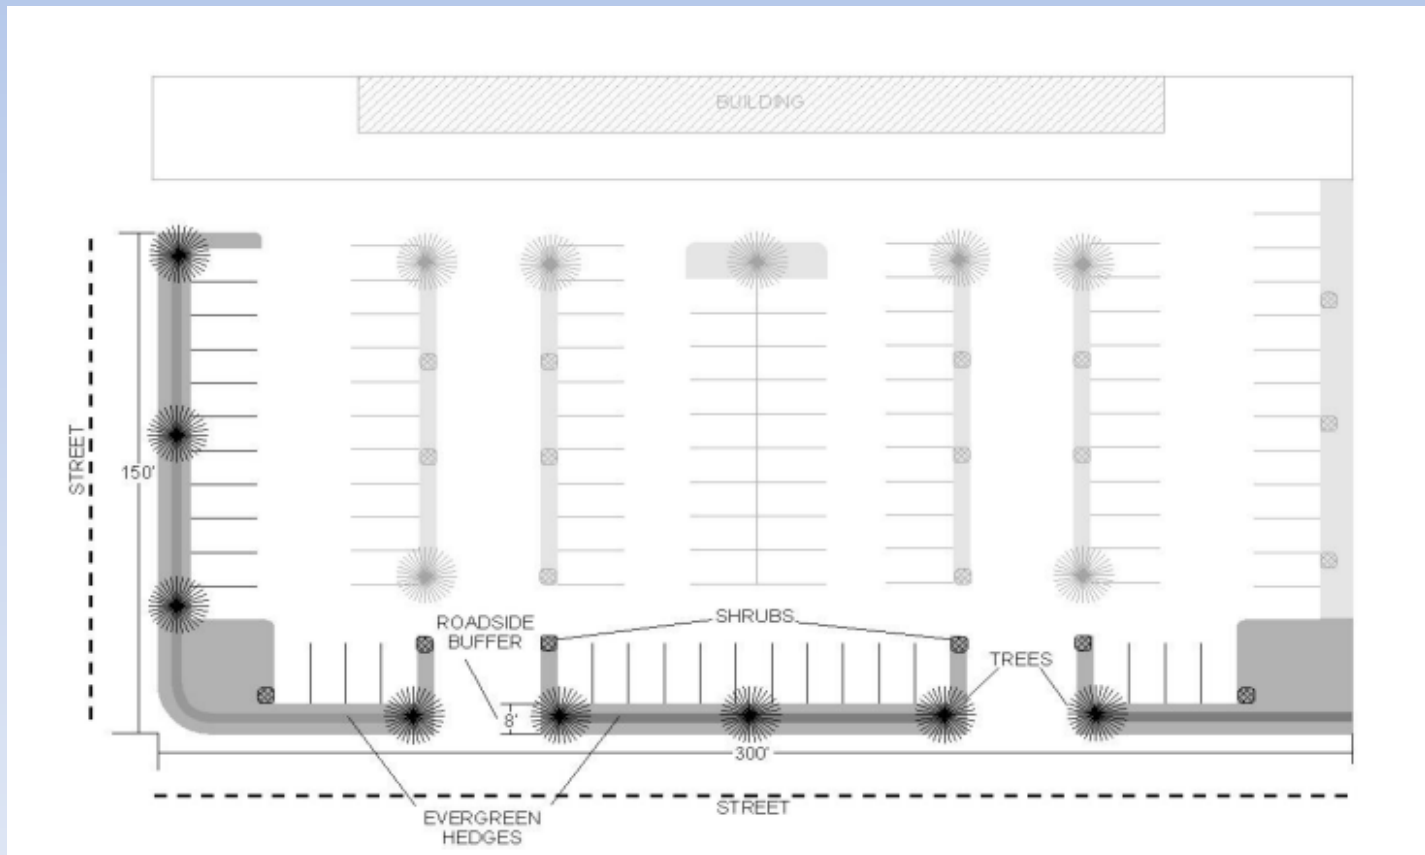 BUILDING
STREET
150'
ROADSIDE
BUFFER
SHRUBS
TREES
8'
300'
STREET
EVERGREEN
HEDGES